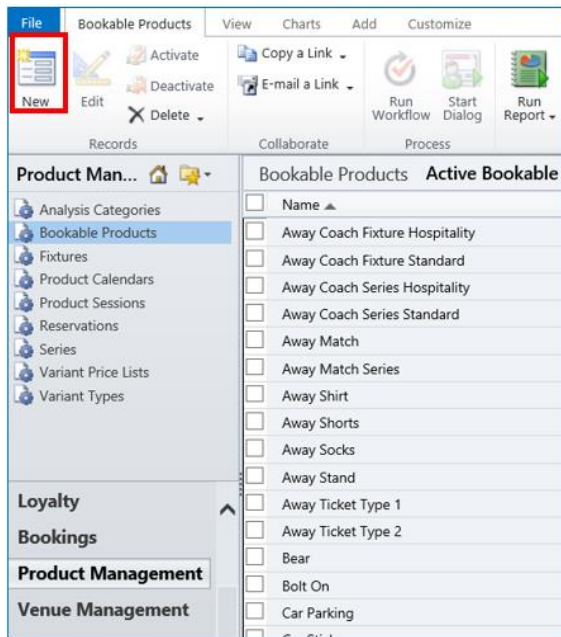 File
Bookable Products
View
Charts
Add
Customize
New
Edit
Activate
Deactivate
Delete
Records
Copy a Link
E-mail a Link
Collaborate
Run
Workflow
Start
Dialog
Process
Run
Report
Product Man...
Analysis Categories
Bookable Products
Fixtures
Product Calendars
Product Sessions
Reservations
Series
Variant Price Lists
Variant Types
Loyalty
Bookings
Product Management
Venue Management
Bookable Products Active Bookable
Name
Away Coach Fixture Hospitality
Away Coach Fixture Standard
Away Coach Series Hospitality
Away Coach Series Standard
Away Match
Away Match Series
Away Shirt
Away Shorts
Away Socks
Away Stand
Away Ticket Type 1
Away Ticket Type 2
Bear
Bolt On
Car Parking